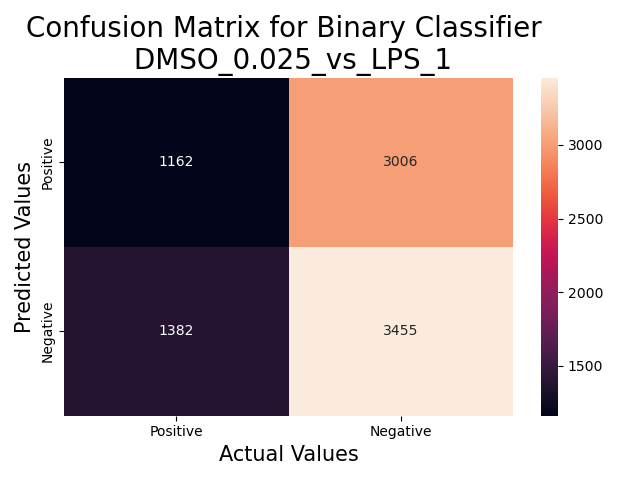 Confusion Matrix for Binary Classifier
DMSO_0.025_vs_LPS_1
Predicted Values
Positive
Negative
1162
3006
1382
3455
Positive
Negative
Actual Values
3000
2500
2000
1500